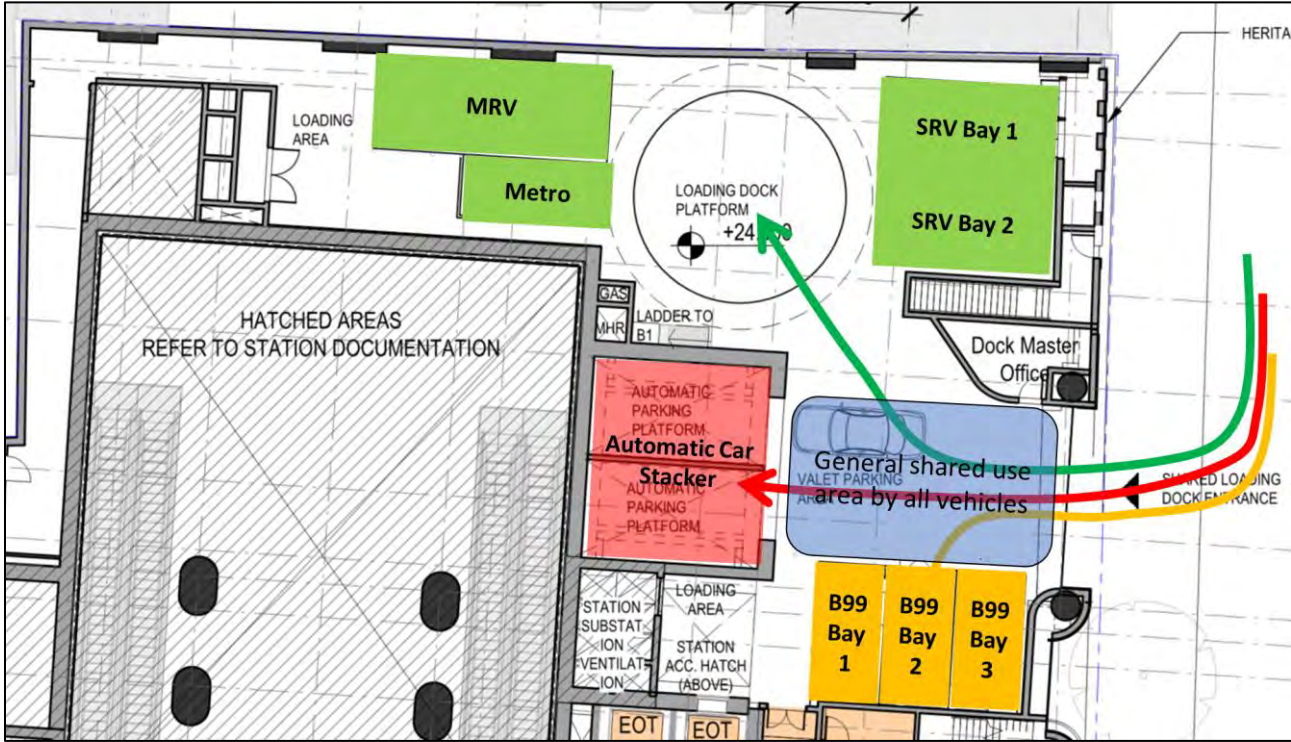 HERITA
MRV
LOADING
AREA
SRV Bay 1
Metro
LOADING DOCK
PLATFORM
SRV Bay 2
GAS
MHR
LADDER TO
B1
HATCHED AREAS
REFER TO STATION DOCUMENTATION
Dock Master
Office
AUTOMATIC
PARKING
PLATFORM
Automatic Car
Stacker
AUTOMATIC
PARKING
PLATFORM
General shared use
VALET PARKING
area by all vehicles
SHARED LOADING
DOCK ENTRANCE
STATION
SUBSTAT
ION
VENTILAT
ION
LOADING
AREA
STATION
ACC. HATCH
(ABOVE)
B99
Bay
1
B99
Bay
2
B99
Bay
3
EOT
EOT